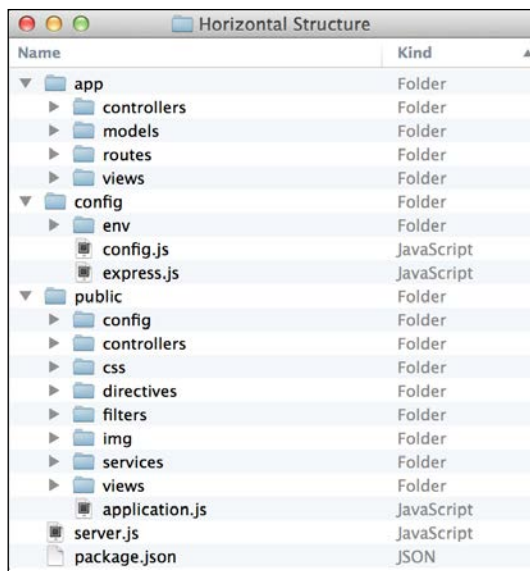 Horizontal Structure
Name Kind
app Folder
controllers Folder
models Folder
routes Folder
views Folder
config Folder
env Folder
config.js JavaScript
express.js JavaScript
public Folder
config Folder
controllers Folder
css Folder
directives Folder
filters Folder
img Folder
services Folder
views Folder
application.js JavaScript
server.js JavaScript
package.json JSON